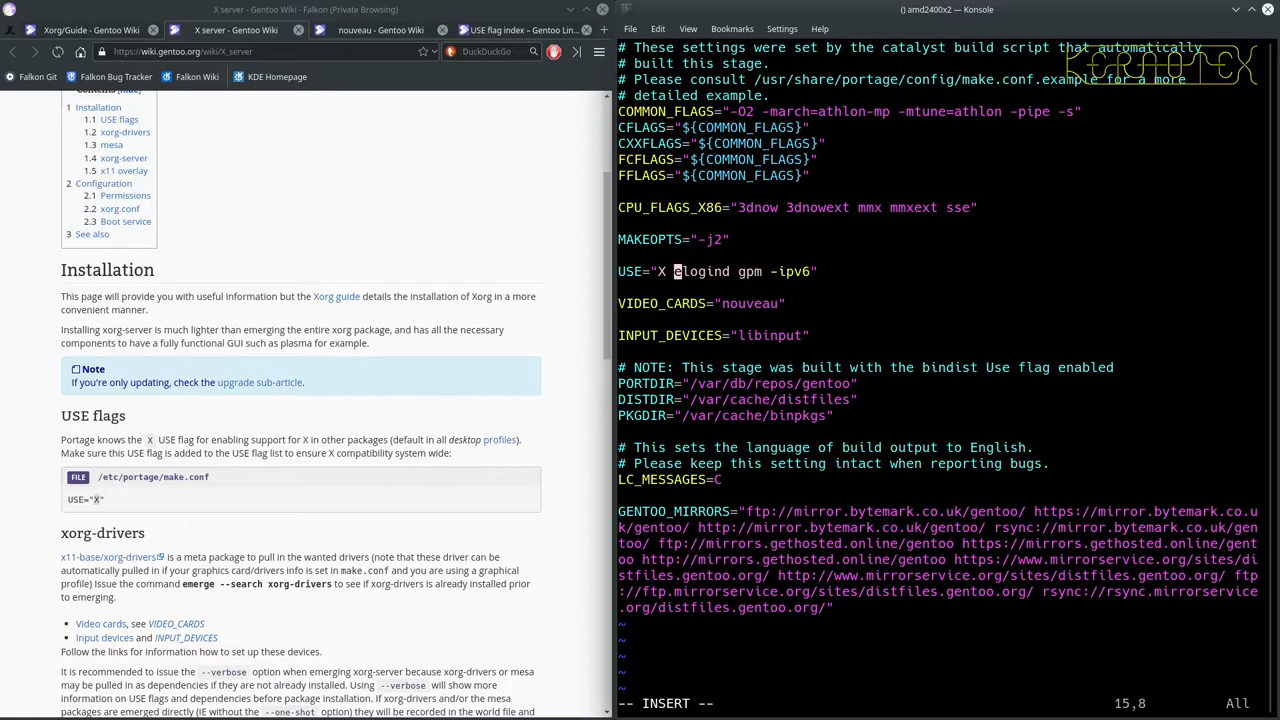 X server - Gentoo Wiki - Falkon (Private Browsing)
Xorg/Guide - Gentoo Wiki
X server - Gentoo Wiki
nouveau - Gentoo Wiki
USE flag index – Gentoo Lin…
https://wiki.gentoo.org/wiki/X_server
DuckDuckGo
Falkon Git
Falkon Bug Tracker
Falkon Wiki
KDE Homepage
1 Installation
1.1 USE flags
1.2 xorg-drivers
1.3 mesa
1.4 xorg-server
1.5 x11 overlay
2 Configuration
2.1 Permissions
2.2 xorg.conf
2.3 Boot service
3 See also
Installation
This page will provide you with useful information but the Xorg guide details the installation of Xorg in a more
convenient manner.
Installing xorg-server is much lighter than emerging the entire xorg package, and has all the necessary
components to have a fully functional GUI such as plasma for example.
Note
If you're only updating, check the upgrade sub-article.
USE flags
Portage knows the X USE flag for enabling support for X in other packages (default in all desktop profiles).
Make sure this USE flag is added to the USE flag list to ensure X compatibility system wide:
FILE /etc/portage/make.conf
USE="X"
xorg-drivers
x11-base/xorg-drivers is a meta package to pull in the wanted drivers (note that these driver can be
automatically pulled in if your graphics card/drivers info is set in make.conf and you are using a graphical
profile) Issue the command emerge --search xorg-drivers to see if xorg-drivers is already installed prior
to emerging.
Video cards, see VIDEO_CARDS
Input devices and INPUT_DEVICES
Follow the links for information how to set up these devices.
It is recommended to issue the --verbose option when emerging xorg-server because xorg-drivers or mesa
may be pulled in as dependencies if they are not already installed. Using --verbose will show more
information on USE flags and dependencies before package installation. If xorg-drivers and/or the mesa
packages are emerged directly (IE without the --one-shot option) they will be recorded in the world file and
() amd2400x2 — Konsole
File Edit View Bookmarks Settings Help
# These settings were set by the catalyst build script that automatically
# built this stage.
# Please consult /usr/share/portage/config/make.conf.example for a more
# detailed example.
COMMON_FLAGS="-O2 -march=athlon-mp -mtune=athlon -pipe -s"
CFLAGS="${COMMON_FLAGS}"
CXXFLAGS="${COMMON_FLAGS}"
FCFLAGS="${COMMON_FLAGS}"
FFLAGS="${COMMON_FLAGS}"
CPU_FLAGS_X86="3dnow 3dnowext mmx mmxext sse"
MAKEOPTS="-j2"
USE="X elogind gpm -ipv6"
VIDEO_CARDS="nouveau"
INPUT_DEVICES="libinput"
# NOTE: This stage was built with the bindist Use flag enabled
PORTDIR="/var/db/repos/gentoo"
DISTDIR="/var/cache/distfiles"
PKGDIR="/var/cache/binpkgs"
# This sets the language of build output to English.
# Please keep this setting intact when reporting bugs.
LC_MESSAGES=C
GENTOO_MIRRORS="ftp://mirror.bytemark.co.uk/gentoo/ https://mirror.bytemark.co.u
k/gentoo/ http://mirror.bytemark.co.uk/gentoo/ rsync://mirror.bytemark.co.uk/gen
too/ ftp://mirrors.gethosted.online/gentoo https://mirrors.gethosted.online/gent
oo http://mirrors.gethosted.online/gentoo https://www.mirrorservice.org/sites/di
stfiles.gentoo.org/ http://www.mirrorservice.org/sites/distfiles.gentoo.org/ ftp
://ftp.mirrorservice.org/sites/distfiles.gentoo.org/ rsync://rsync.mirrorservice
.org/distfiles.gentoo.org/"
~
~
~
~
~
-- INSERT --
15,8
All